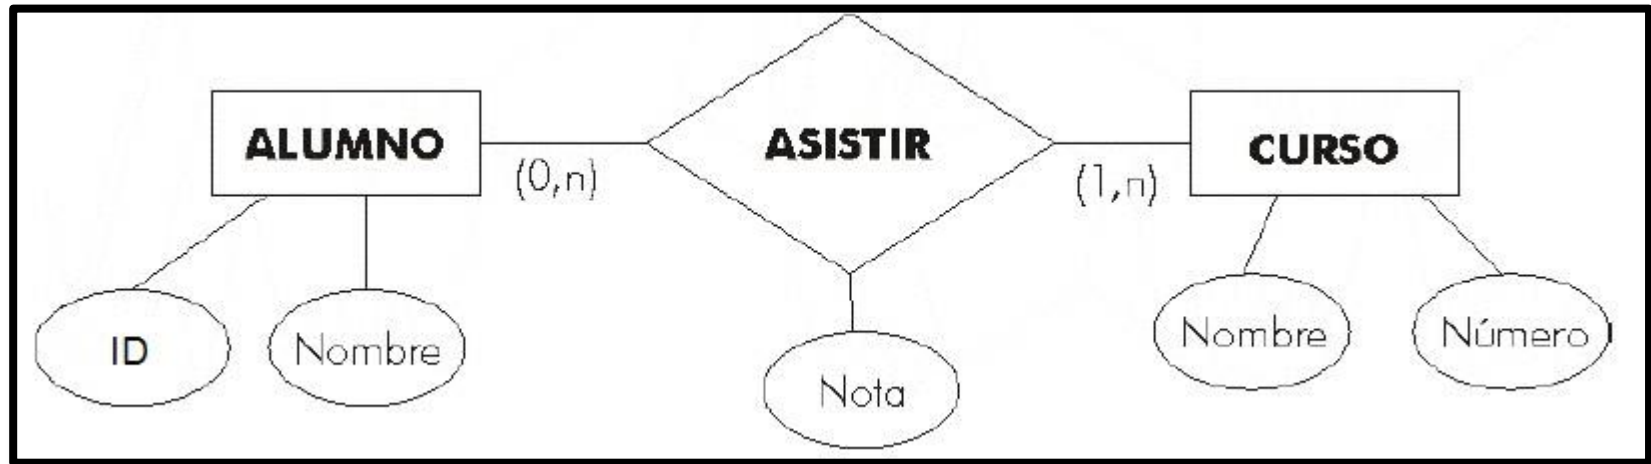 ALUMNO
(0,n)
ASISTIR
(1,n)
CURSO
ID
Nombre
Nota
Nombre
Número